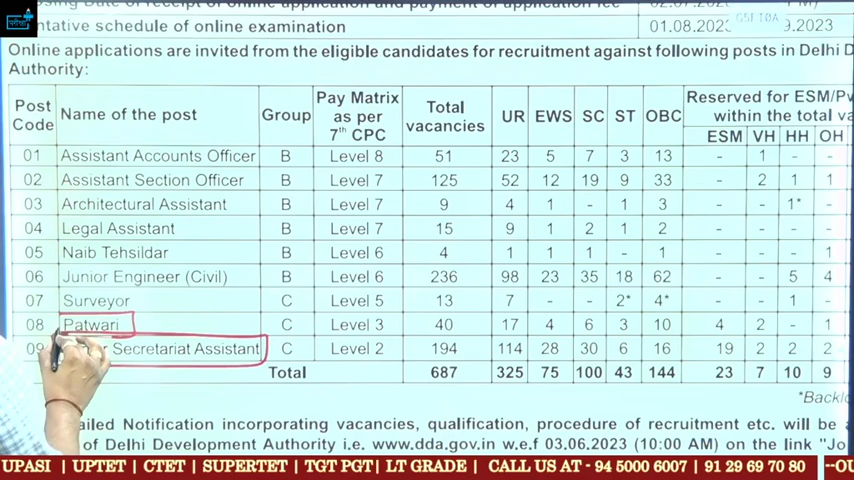 परीक्षा
Closing Date of receipt of online application and payment of application fee 02.07.2023
Tentative schedule of online examination 01.08.2023 9.2023
Online applications are invited from the eligible candidates for recruitment against following posts in Delhi D
Authority:
Post Code Name of the post Group Pay Matrix as per 7th CPC Total vacancies UR EWS SC ST OBC Reserved for ESM/Pw within the total va
ESM VH HH OH
01 Assistant Accounts Officer B Level 8 51 23 5 7 3 13 - 1 - -
02 Assistant Section Officer B Level 7 125 52 12 19 9 33 - 2 1 1
03 Architectural Assistant B Level 7 9 4 1 - 1 3 - - 1* -
04 Legal Assistant B Level 7 15 9 1 2 1 2 - - - -
05 Naib Tehsildar B Level 6 4 1 1 1 - 1 - - - 1
06 Junior Engineer (Civil) B Level 6 236 98 23 35 18 62 - - 5 4
07 Surveyor C Level 5 13 7 - - 2* 4* - - 1 -
08 Patwari C Level 3 40 17 4 6 3 10 4 2 - 1
09 Secretariat Assistant C Level 2 194 114 28 30 6 16 19 2 2 2
Total 687 325 75 100 43 144 23 7 10 9
*Backlo
ailed Notification incorporating vacancies, qualification, procedure of recruitment etc. will be a
of Delhi Development Authority i.e. www.dda.gov.in w.e.f 03.06.2023 (10:00 AM) on the link "Jo
UPASI | UPTET | CTET | SUPERTET | TGT PGT| LT GRADE | CALL US AT - 94 5000 6007 | 91 29 69 70 80 --OU